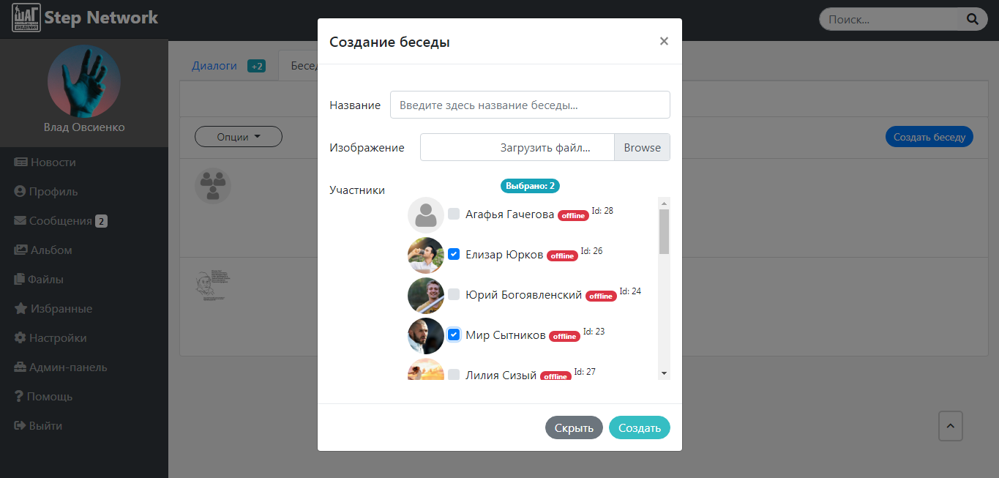 ШАГ
КОМПЬЮТЕРНАЯ
АКАДЕМИЯ
Step Network
Поиск...
Влад Овсиенко
Новости
Профиль
Сообщения 2
Альбом
Файлы
Избранные
Настройки
Админ-панель
Помощь
Выйти
Диалоги +2
Бесед
Опции
Создать беседу
Создание беседы
×
Название
Введите здесь название беседы...
Изображение
Загрузить файл...
Browse
Участники
Выбрано: 2
Агафья Гачегова offline Id: 28
Елизар Юрков offline Id: 26
Юрий Богоявленский offline Id: 24
Мир Сытников offline Id: 23
Лилия Сизый offline Id: 27
Скрыть
Создать